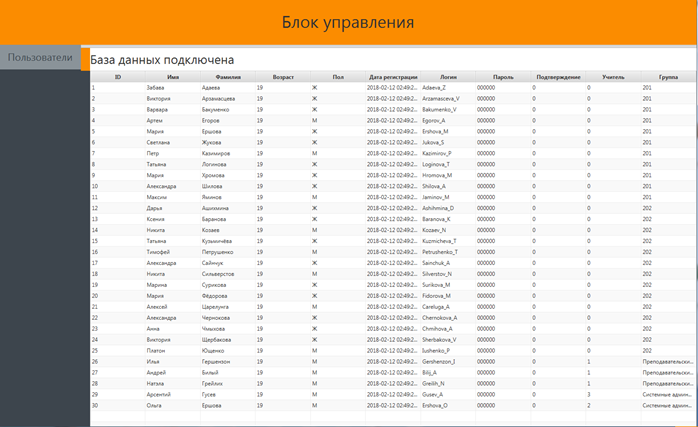 Блок управления
Пользователи
База данных подключена
ID Имя Фамилия Возраст Пол Дата регистрации Логин Пароль Подтверждение Учитель Группа
1 Забава Адаева 19 Ж 2018-02-12 02:49:2... Adaeva_Z 000000 0 0 201
2 Виктория Арзамасцева 19 Ж 2018-02-12 02:49:2... Arzamasceva_V 000000 0 0 201
3 Варвара Бакуменко 19 Ж 2018-02-12 02:49:2... Bakumenko_V 000000 0 0 201
4 Артем Егоров 19 М 2018-02-12 02:49:2... Egorov_A 000000 0 0 201
5 Мария Ершова 19 Ж 2018-02-12 02:49:2... Ershova_M 000000 0 0 201
6 Светлана Жукова 19 Ж 2018-02-12 02:49:2... Jukova_S 000000 0 0 201
7 Петр Казимиров 19 М 2018-02-12 02:49:2... Kazimirov_P 000000 0 0 201
8 Татьяна Логинова 19 Ж 2018-02-12 02:49:2... Loginova_T 000000 0 0 201
9 Мария Хромова 19 Ж 2018-02-12 02:49:2... Hromova_M 000000 0 0 201
10 Александра Шилова 19 Ж 2018-02-12 02:49:2... Shilova_A 000000 0 0 201
11 Максим Яминов 19 М 2018-02-12 02:49:2... Jaminov_M 000000 0 0 201
12 Дарья Ашихмина 19 Ж 2018-02-12 02:49:2... Ashihmina_D 000000 0 0 202
13 Ксения Баранова 19 Ж 2018-02-12 02:49:2... Baranova_K 000000 0 0 202
14 Никита Козаев 19 М 2018-02-12 02:49:2... Kozaev_N 000000 0 0 202
15 Татьяна Кузьмичёва 19 Ж 2018-02-12 02:49:2... Kuzmicheva_T 000000 0 0 202
16 Тимофей Петрушенко 19 М 2018-02-12 02:49:2... Petrushenko_T 000000 0 0 202
17 Александра Сайнчук 19 Ж 2018-02-12 02:49:2... Sainchuk_A 000000 0 0 202
18 Никита Сильверстов 19 М 2018-02-12 02:49:2... Silverstov_N 000000 0 0 202
19 Марина Сурикова 19 Ж 2018-02-12 02:49:2... Surikova_M 000000 0 0 202
20 Мария Фёдорова 19 Ж 2018-02-12 02:49:2... Fidorova_M 000000 0 0 202
21 Алексей Царелунга 19 М 2018-02-12 02:49:2... Careluga_A 000000 0 0 202
22 Александра Чернокова 19 Ж 2018-02-12 02:49:2... Chernokova_A 000000 0 0 202
23 Анна Чмыхова 19 Ж 2018-02-12 02:49:2... Chmihova_A 000000 0 0 202
24 Виктория Щербакова 19 Ж 2018-02-12 02:49:2... Sherbakova_V 000000 0 0 202
25 Платон Ющенко 19 М 2018-02-12 02:49:2... Iushenko_P 000000 0 0 202
26 Илья Гершензон 19 М 2018-02-12 02:49:2... Gershenzon_I 000000 0 1 Преподавательски...
27 Андрей Билый 19 М 2018-02-12 02:49:2... Bilij_A 000000 0 1 Преподавательски...
28 Натэла Грейлих 19 М 2018-02-12 02:49:2... Greilih_N 000000 0 1 Преподавательски...
29 Арсентий Гусев 19 М 2018-02-12 02:49:2... Gusev_A 000000 0 3 Системные админ...
30 Ольга Ершова 19 М 2018-02-12 02:49:2... Ershova_O 000000 0 2 Системные админ...